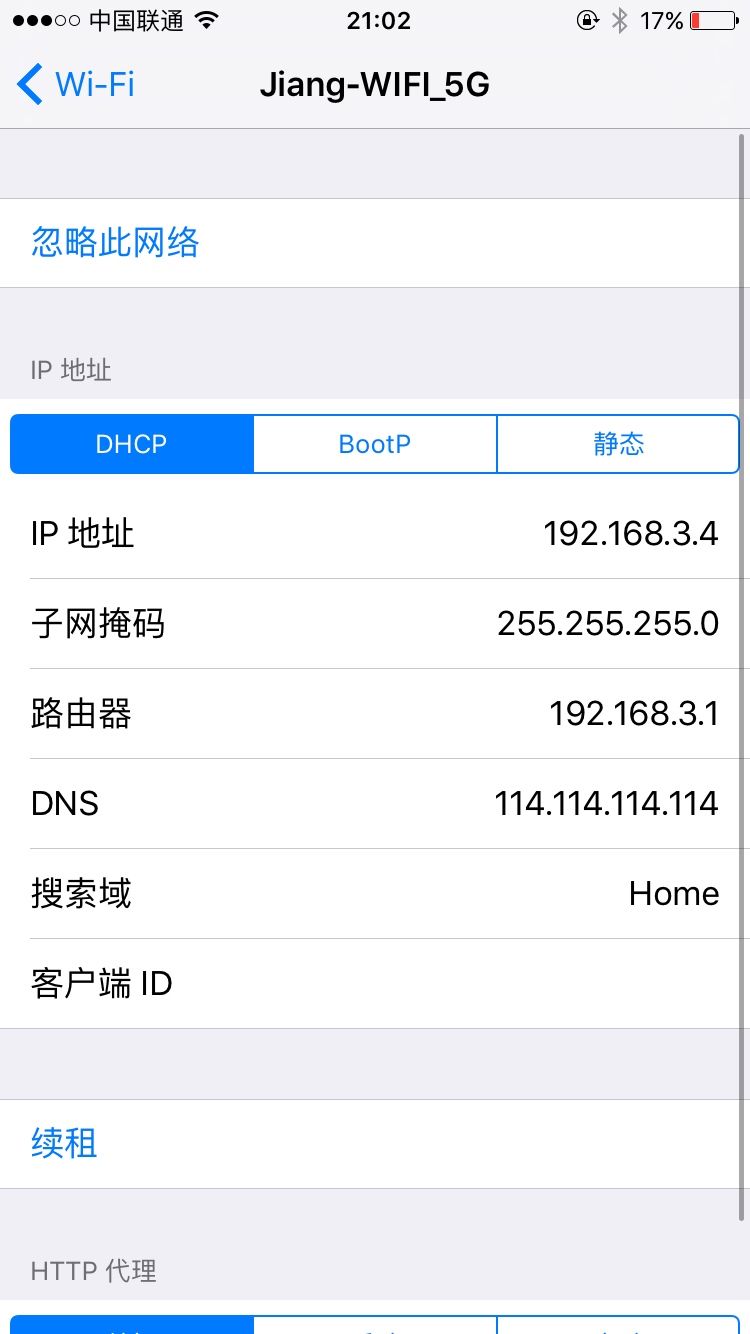 中国联通 21:02 17%
Wi-Fi Jiang-WIFI_5G
忽略此网络
IP 地址
DHCP BootP 静态
IP 地址 192.168.3.4
子网掩码 255.255.255.0
路由器 192.168.3.1
DNS 114.114.114.114
搜索域 Home
客户端 ID
续租
HTTP 代理